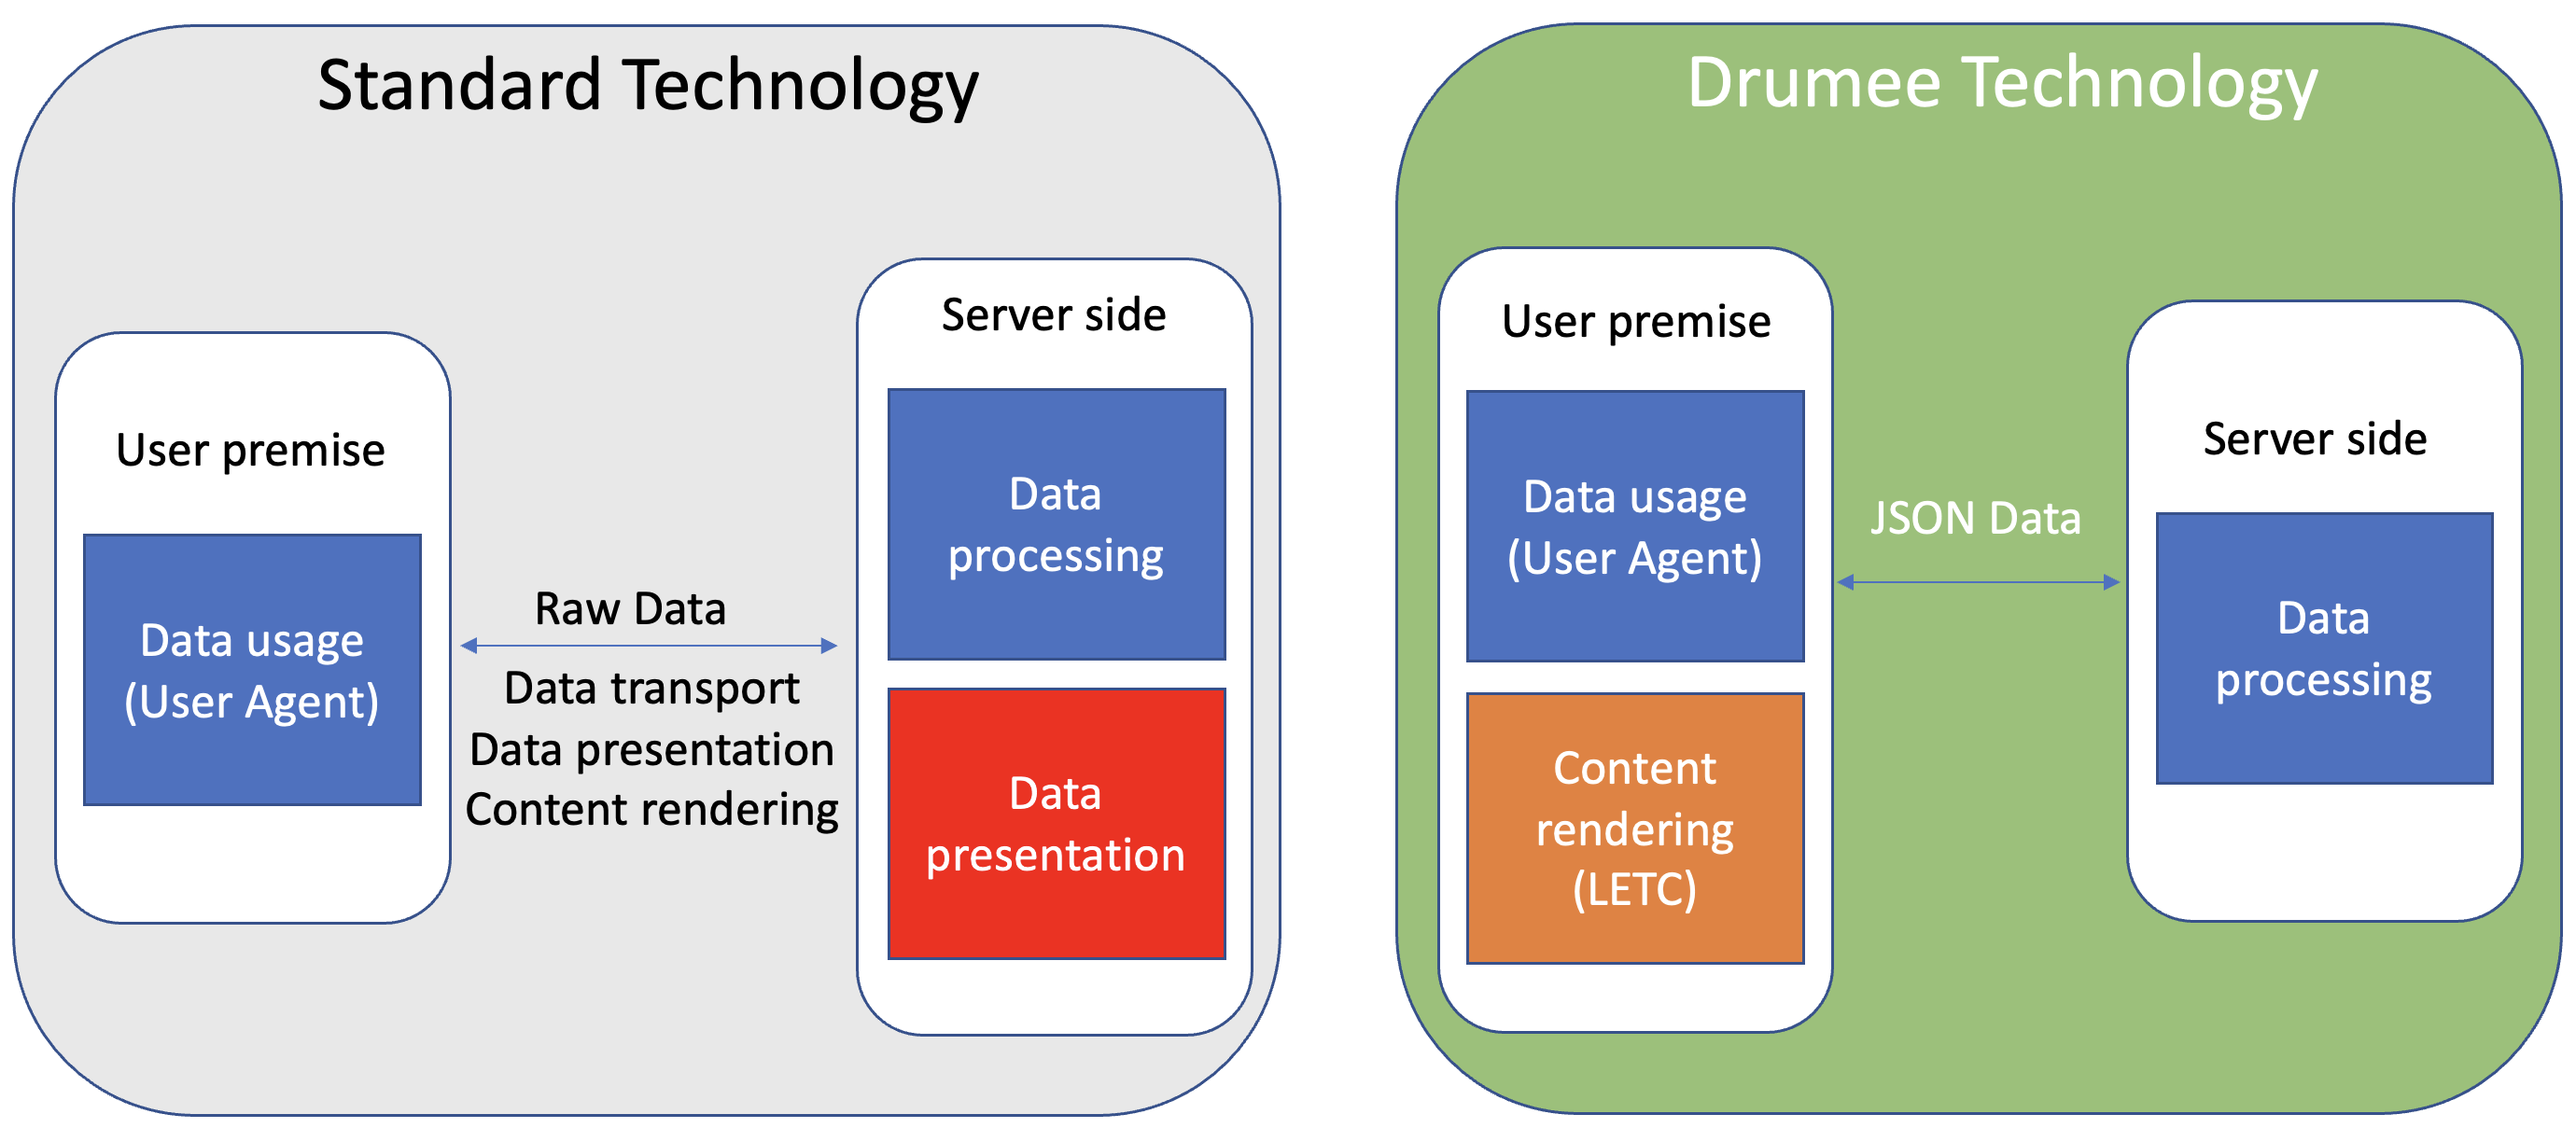 Standard Technology
User premise
Data usage
(User Agent)
Raw Data
Data transport
Data presentation
Content rendering
Server side
Data
processing
Data
presentation
Drumee Technology
User premise
Data usage
(User Agent)
Content
rendering
(LETC)
JSON Data
Server side
Data
processing